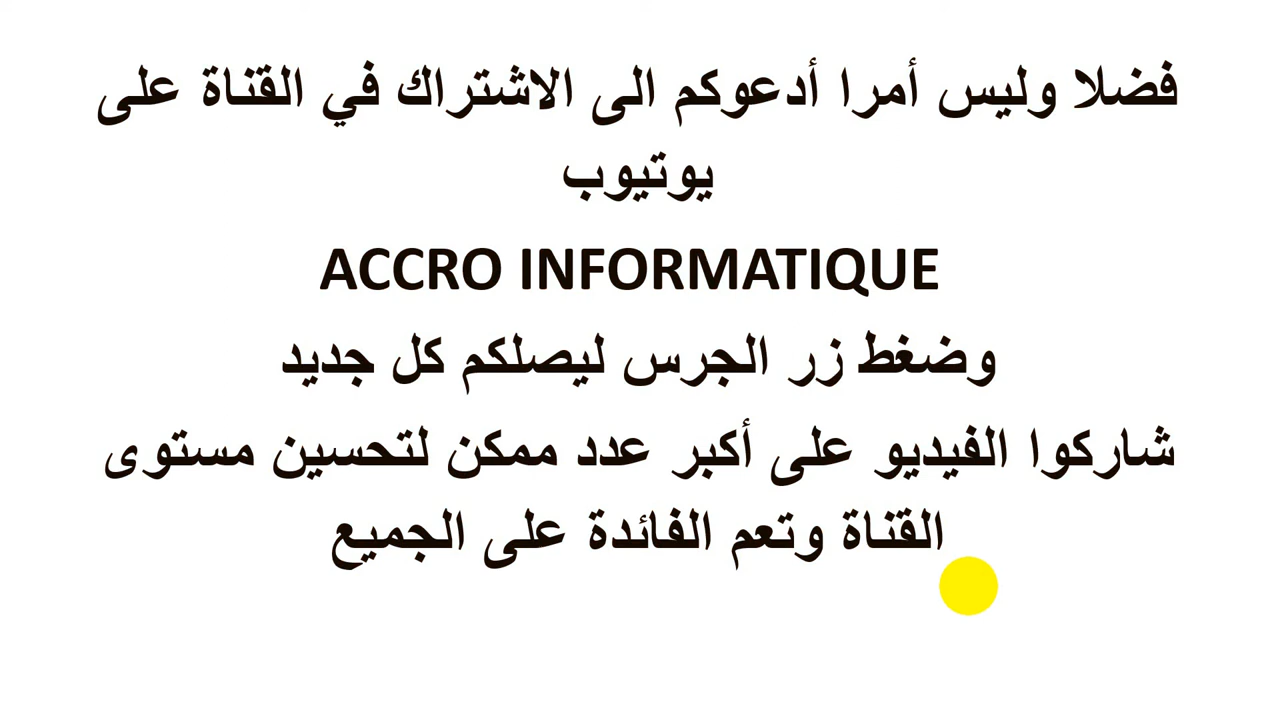 فضلا وليس أمرا أدعوكم الى الاشتراك في القناة على
يوتيوب
ACCRO INFORMATIQUE
وضغط زر الجرس ليصلكم كل جديد
شاركوا الفيديو على أكبر عدد ممكن لتحسين مستوى
القناة وتعم الفائدة على الجميع